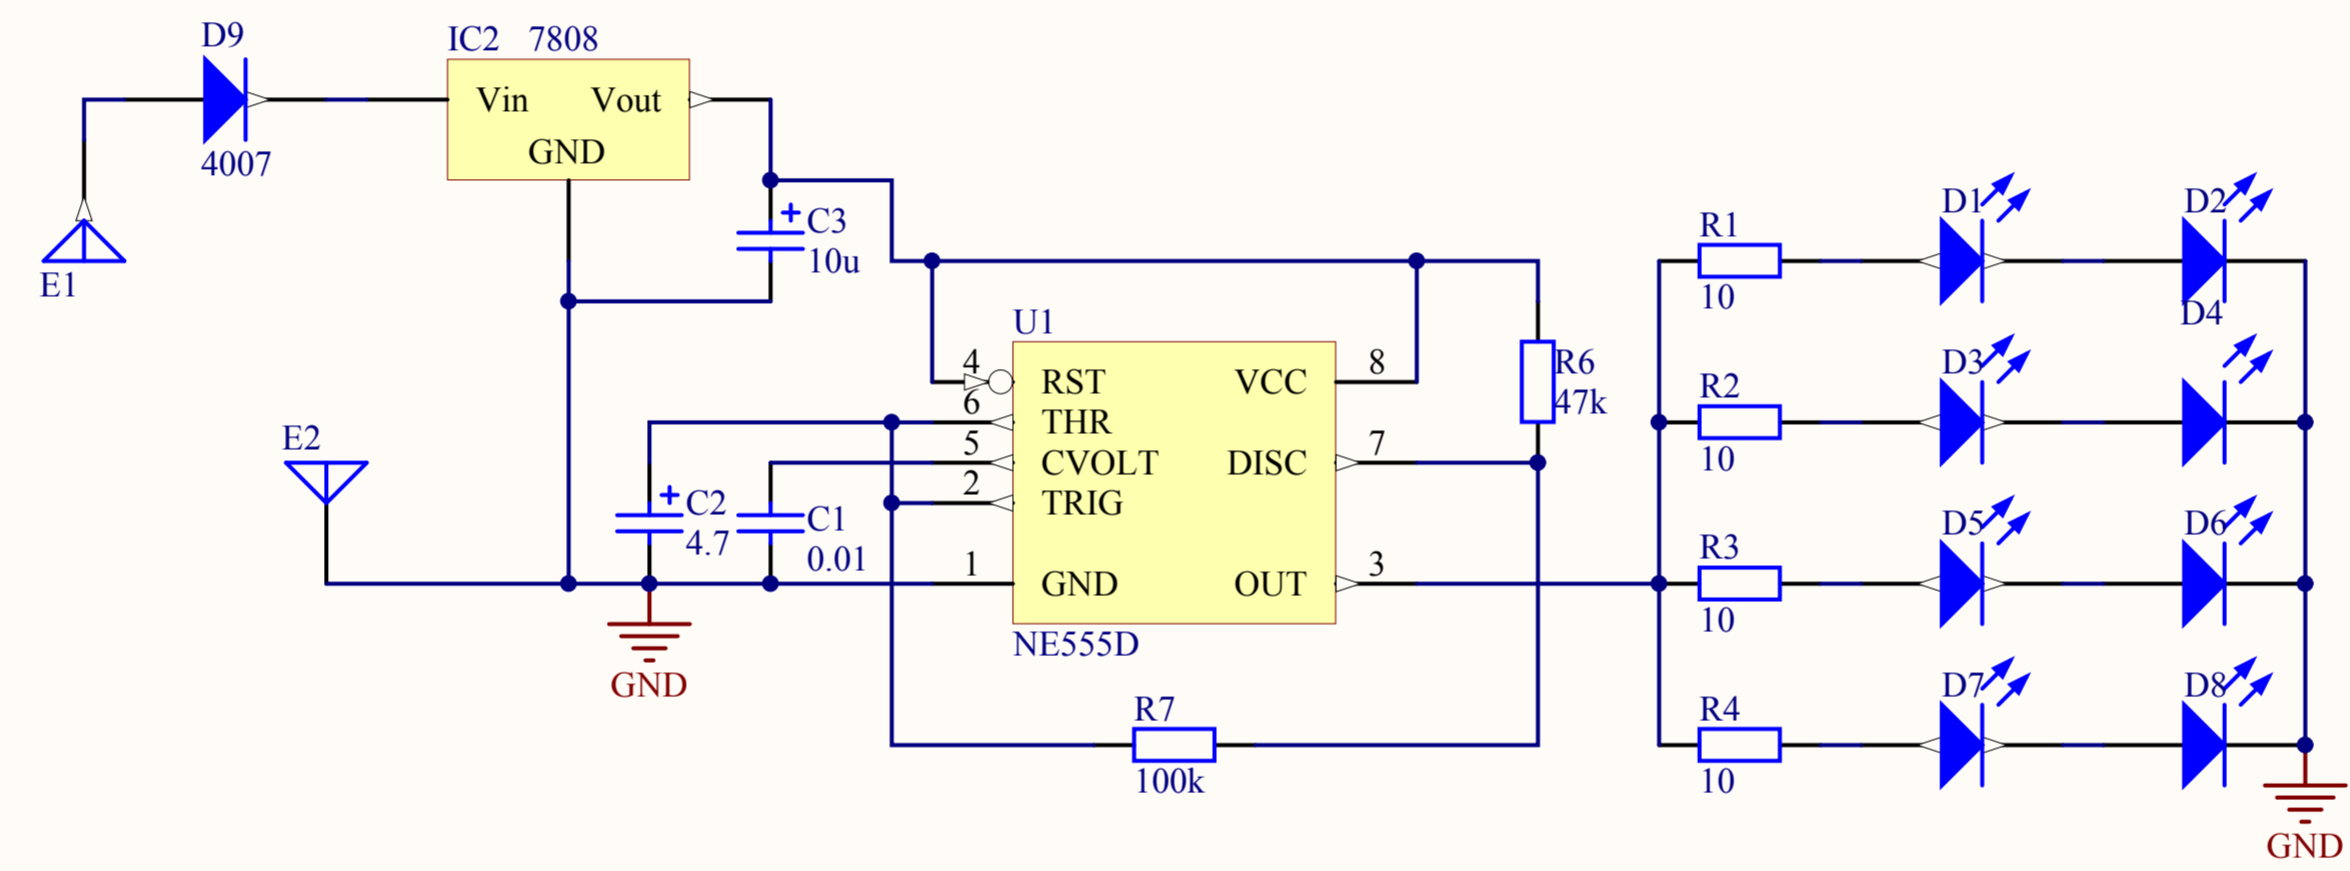 D9
4007
E1
IC2 7808
Vin Vout
GND
C3
10u
E2
C2
4.7
C1
0.01
GND
U1
4 RST
6 THR
5 CVOLT
2 TRIG
1 GND
VCC 8
DISC 7
OUT 3
NE555D
R6
47k
R7
100k
R1
10
D1
D2
D4
R2
10
D3
R3
10
D5
D6
R4
10
D7
D8
GND